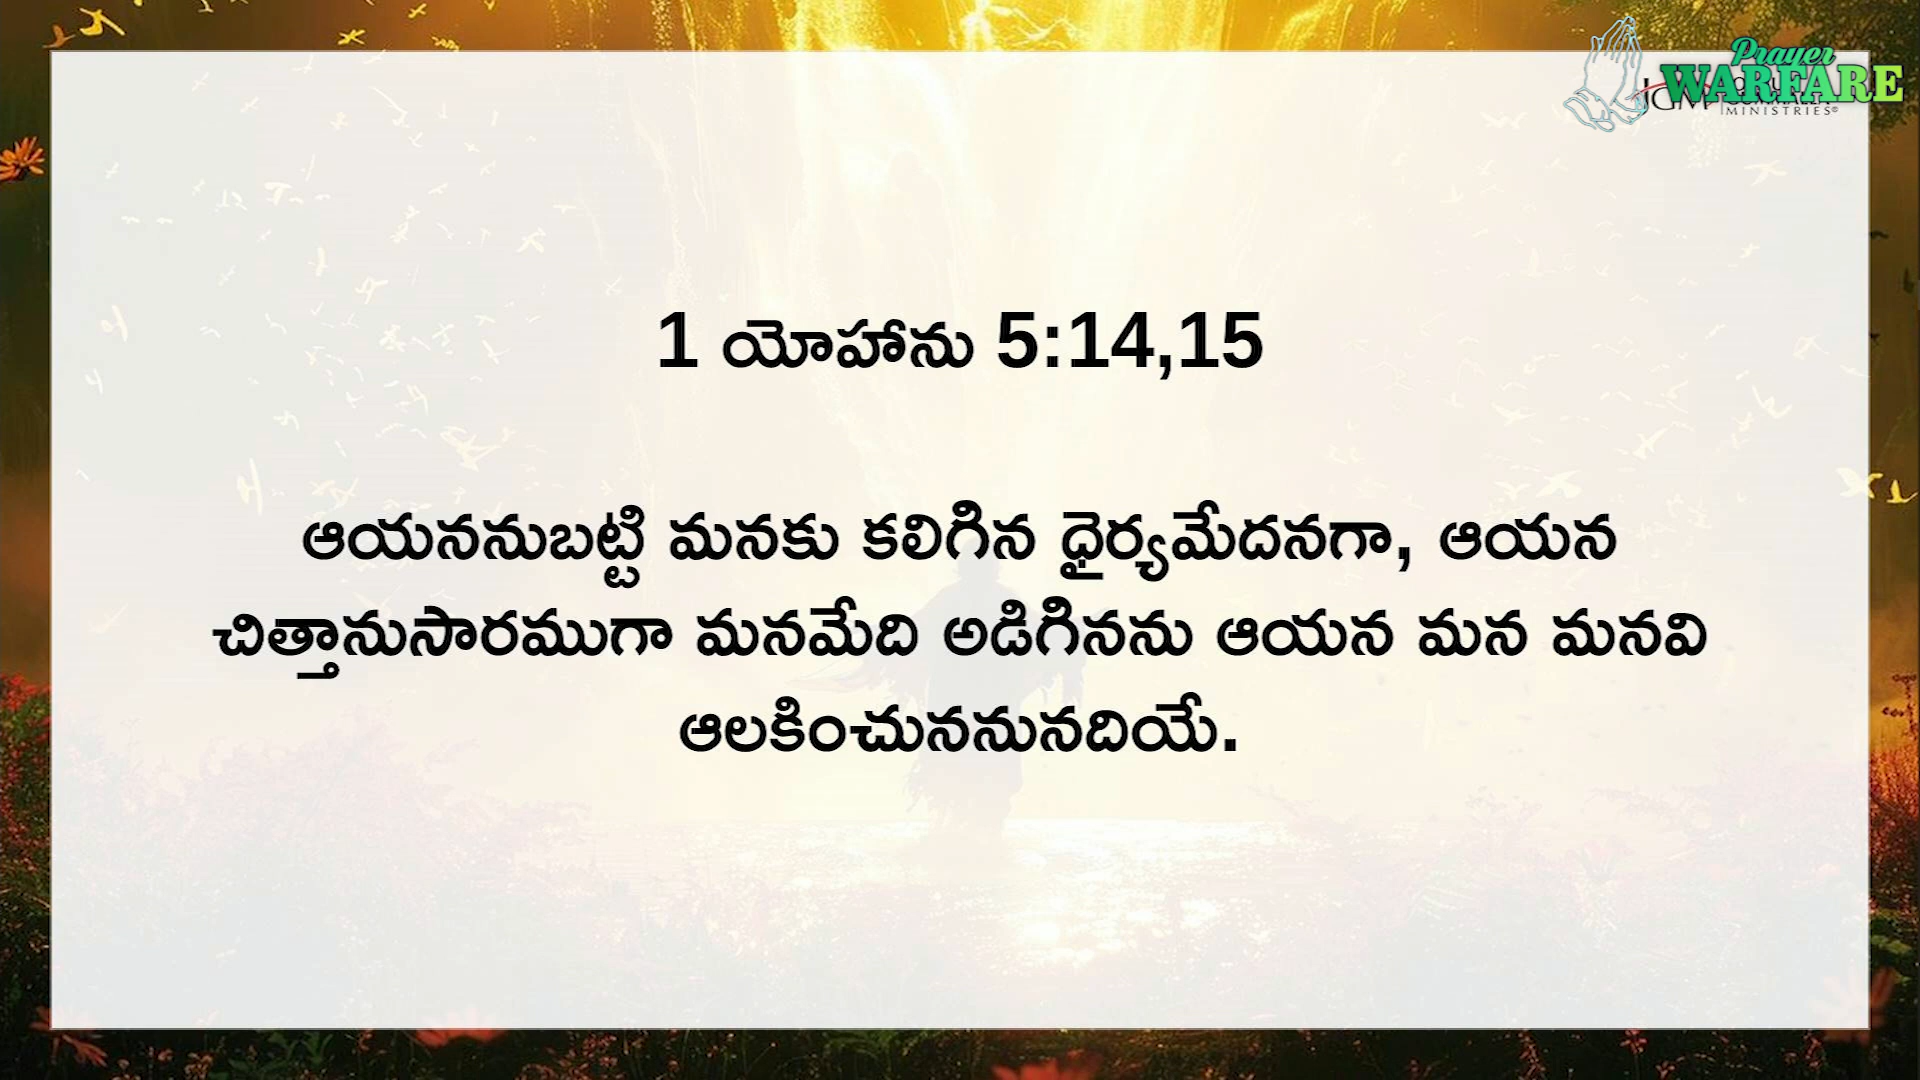 Prayer
WARFARE
MINISTRIES®
1 యోహాను 5:14,15
ఆయననుబట్టి మనకు కలిగిన ధైర్యమేదనగా, ఆయన
చిత్తానుసారముగా మనమేది అడిగినను ఆయన మన మనవి
ఆలకించుననునదియే.